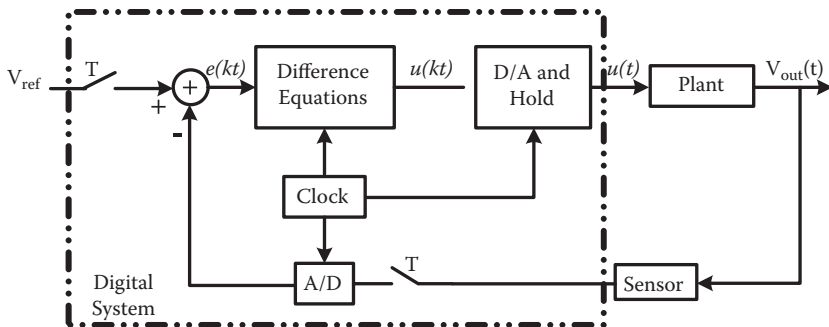 V_ref
T
+
+
-
e(kt)
Difference
Equations
u(kt)
D/A and
Hold
u(t)
Plant
V_out(t)
Clock
Digital
System
A/D
T
Sensor